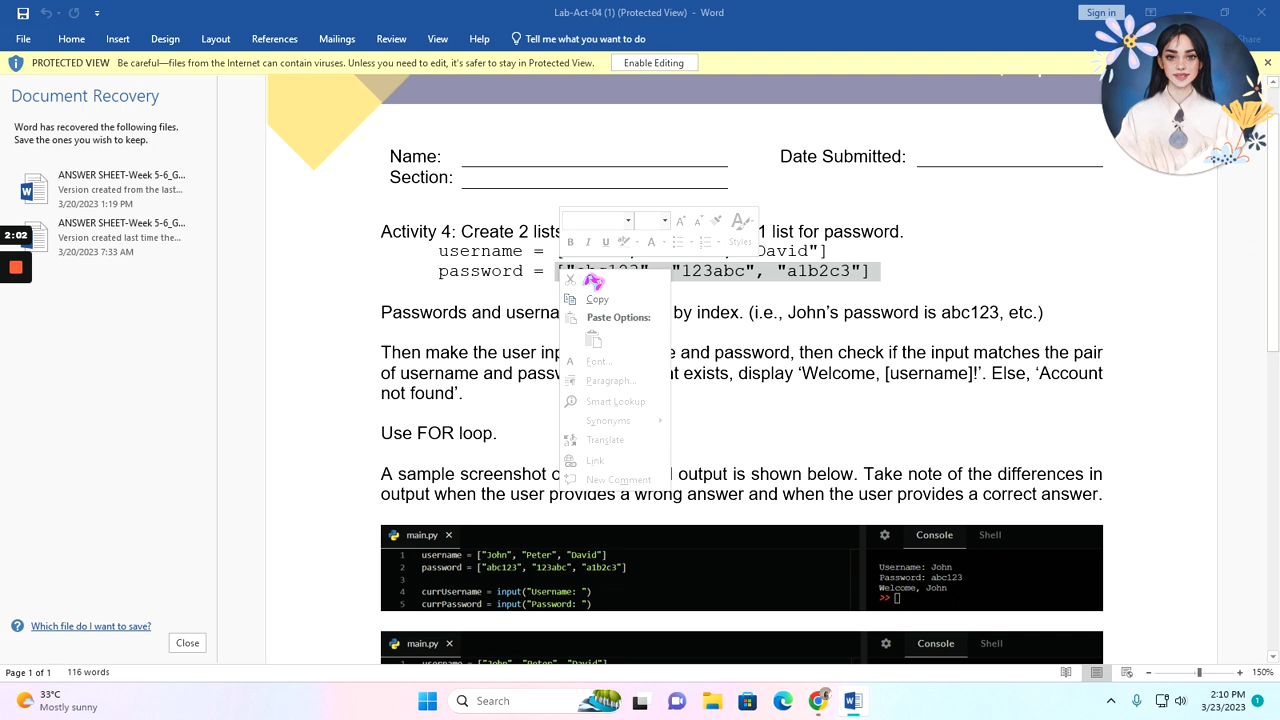 Lab-Act-04 (1) (Protected View) - Word
Sign in
File Home Insert Design Layout References Mailings Review View Help Tell me what you want to do Share
PROTECTED VIEW Be careful—files from the Internet can contain viruses. Unless you need to edit, it's safer to stay in Protected View. Enable Editing
Document Recovery
Word has recovered the following files.
Save the ones you wish to keep.
ANSWER SHEET-Week 5-6_G...
Version created from the last...
3/20/2023 1:19 PM
ANSWER SHEET-Week 5-6_G...
Version created last time the...
3/20/2023 7:33 AM
2:02
Which file do I want to save?
Close
Name: Date Submitted:
Section:
Activity 4: Create 2 lists 1 list for password.
username = David"]
password = ["abc123", "123abc", "a1b2c3"]
Passwords and userna by index. (i.e., John's password is abc123, etc.)
Then make the user inp e and password, then check if the input matches the pair
of username and passw nt exists, display 'Welcome, [username]!'. Else, 'Account
not found'.
Use FOR loop.
A sample screenshot o l output is shown below. Take note of the differences in
output when the user provides a wrong answer and when the user provides a correct answer.
Styles
Copy
Paste Options:
Font...
Paragraph...
Smart Lookup
Synonyms
Translate
Link
New Comment
main.py
1 username = ["John", "Peter", "David"]
2 password = ["abc123", "123abc", "a1b2c3"]
3
4 currUsername = input("Username: ")
5 currPassword = input("Password: ")
Console Shell
Username: John
Password: abc123
Welcome, John
>>
main.py
Console Shell
Page 1 of 1 116 words
150%
33°C
Mostly sunny
Search
2:10 PM
3/23/2023